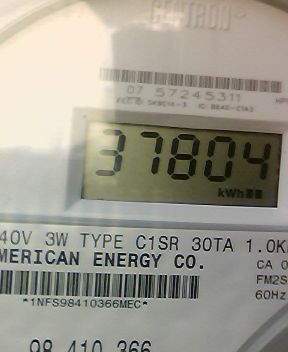 CENTRON
07 57245311
37804
kWh
40V 3W TYPE C1SR 30TA 1.0K
MERICAN ENERGY CO.
CA 0
FM2S
60Hz
*1NFS98410366MEC*
98 410 366